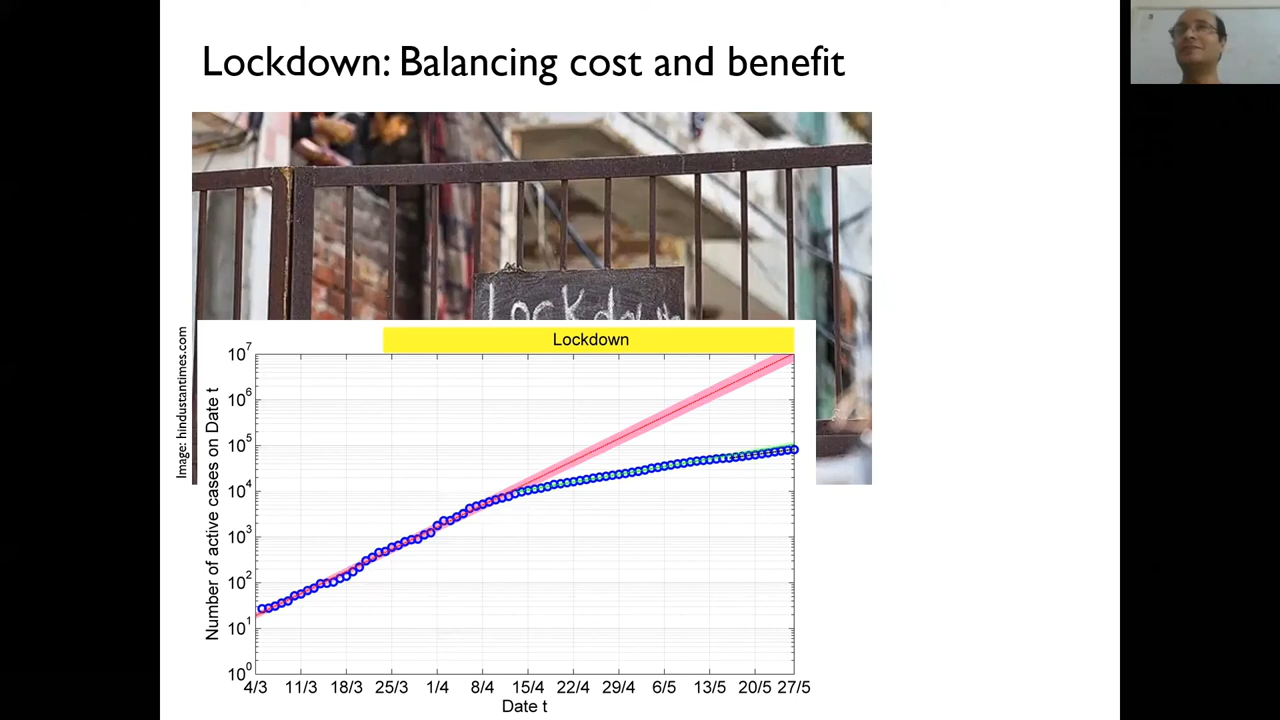 Lockdown: Balancing cost and benefit
Lockdown
Image: hindustantimes.com
Lockdown
Number of active cases on Date t
10^7
10^6
10^5
10^4
10^3
10^2
10^1
10^0
4/3 11/3 18/3 25/3 1/4 8/4 15/4 22/4 29/4 6/5 13/5 20/5 27/5
Date t